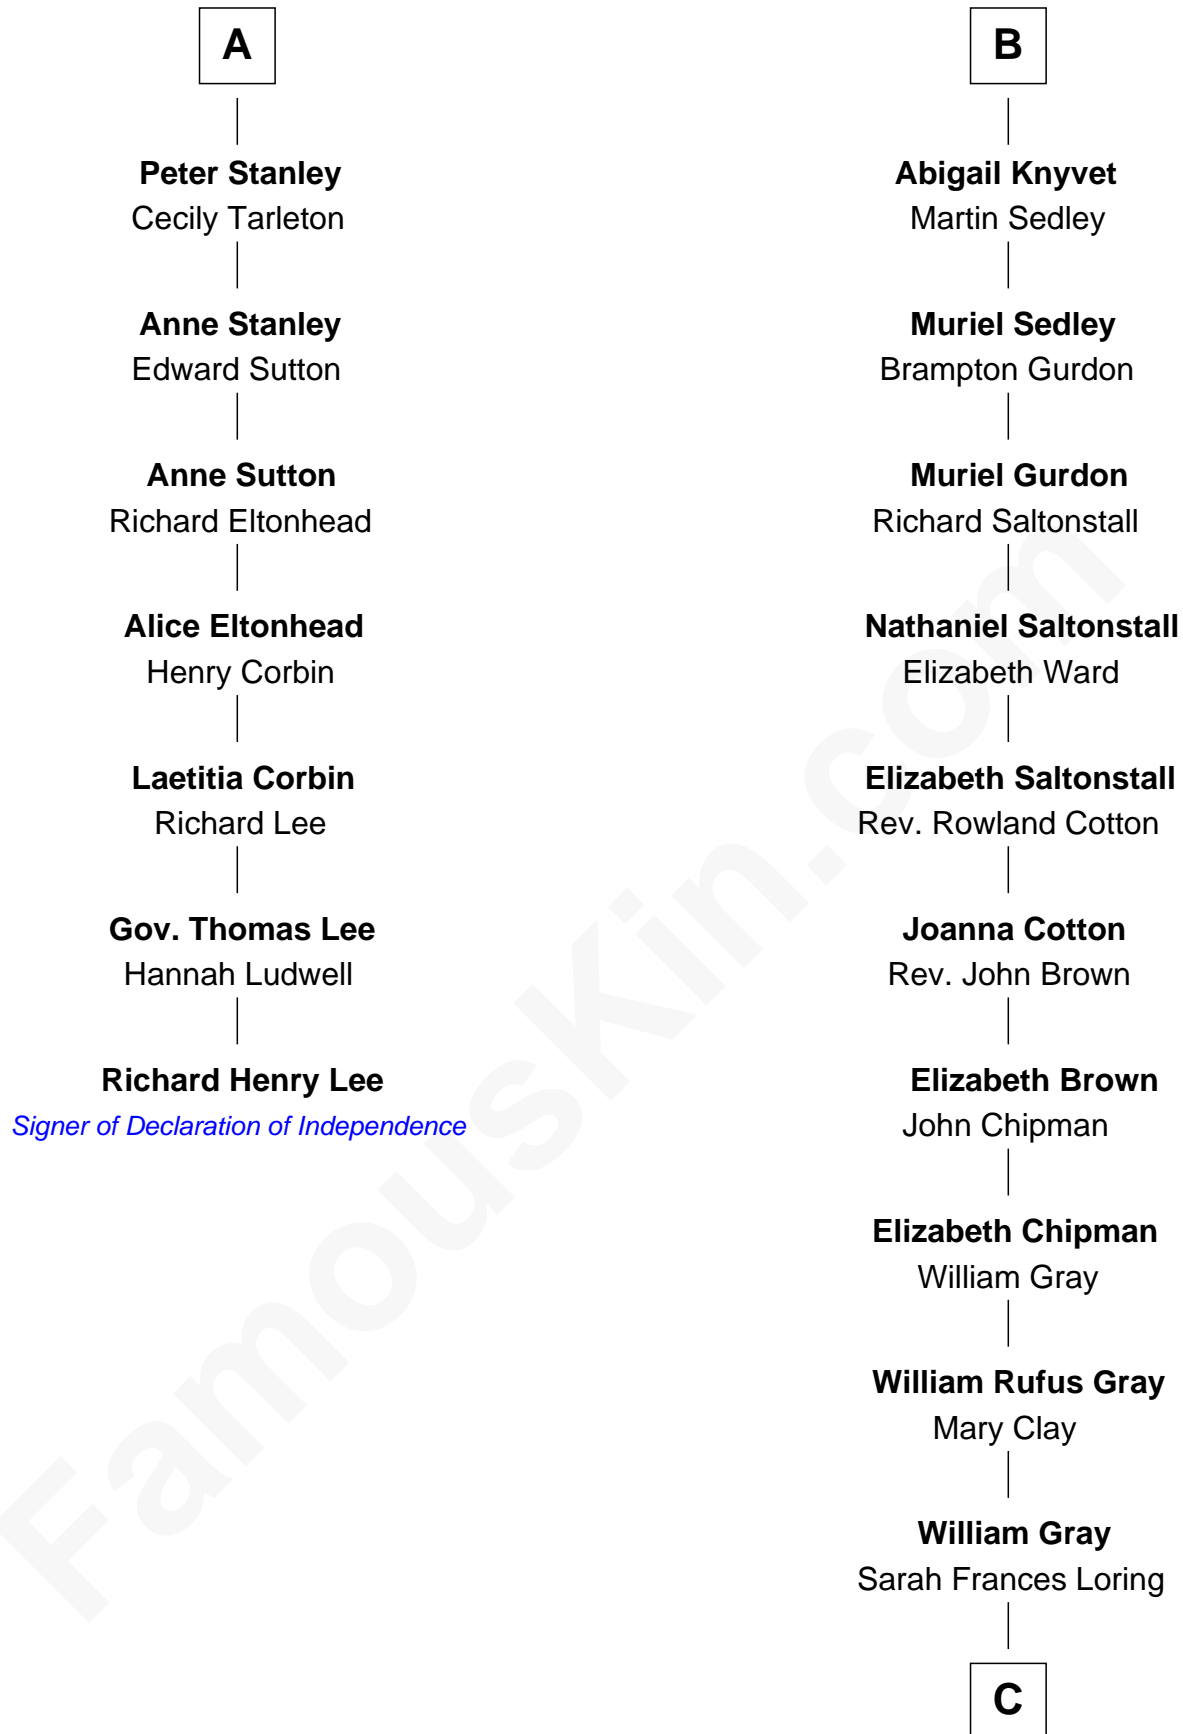 A
Peter Stanley
Cecily Tarleton
Anne Stanley
Edward Sutton
Anne Sutton
Richard Eltonhead
Alice Eltonhead
Henry Corbin
Laetitia Corbin
Richard Lee
Gov. Thomas Lee
Hannah Ludwell
Richard Henry Lee
Signer of Declaration of Independence
B
Abigail Knyvet
Martin Sedley
Muriel Sedley
Brampton Gurdon
Muriel Gurdon
Richard Saltonstall
Nathaniel Saltonstall
Elizabeth Ward
Elizabeth Saltonstall
Rev. Rowland Cotton
Joanna Cotton
Rev. John Brown
Elizabeth Brown
John Chipman
Elizabeth Chipman
William Gray
William Rufus Gray
Mary Clay
William Gray
Sarah Frances Loring
C
FamousKin.com